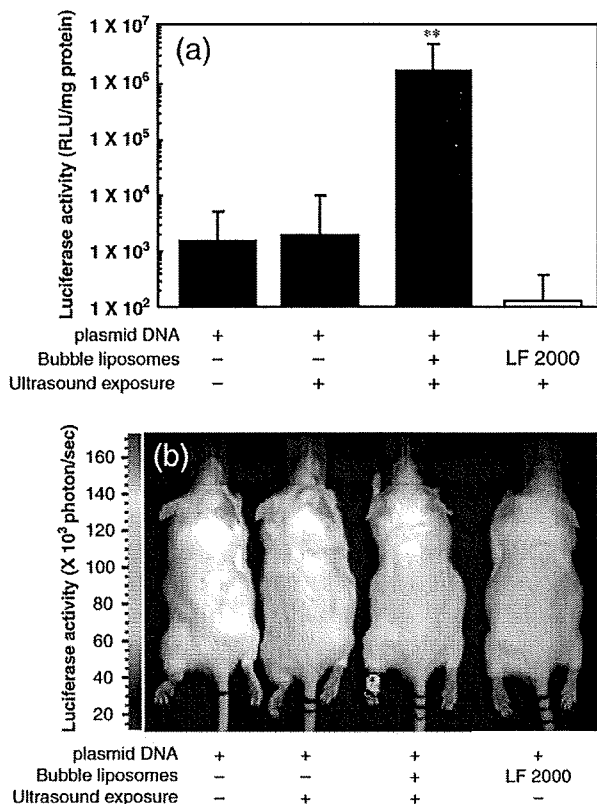 1 X 10⁷
(a)
**
1 X 10⁶
1 X 10⁵
1 X 10⁴
1 X 10³
1 X 10²
Luciferase activity (RLU/mg protein)
plasmid DNA + + + +
Bubble liposomes − − + LF 2000
Ultrasound exposure − + + +
(b)
160
140
120
100
80
60
40
20
Luciferase activity (X 10³ photon/sec)
plasmid DNA + + + +
Bubble liposomes − − + LF 2000
Ultrasound exposure − + + −